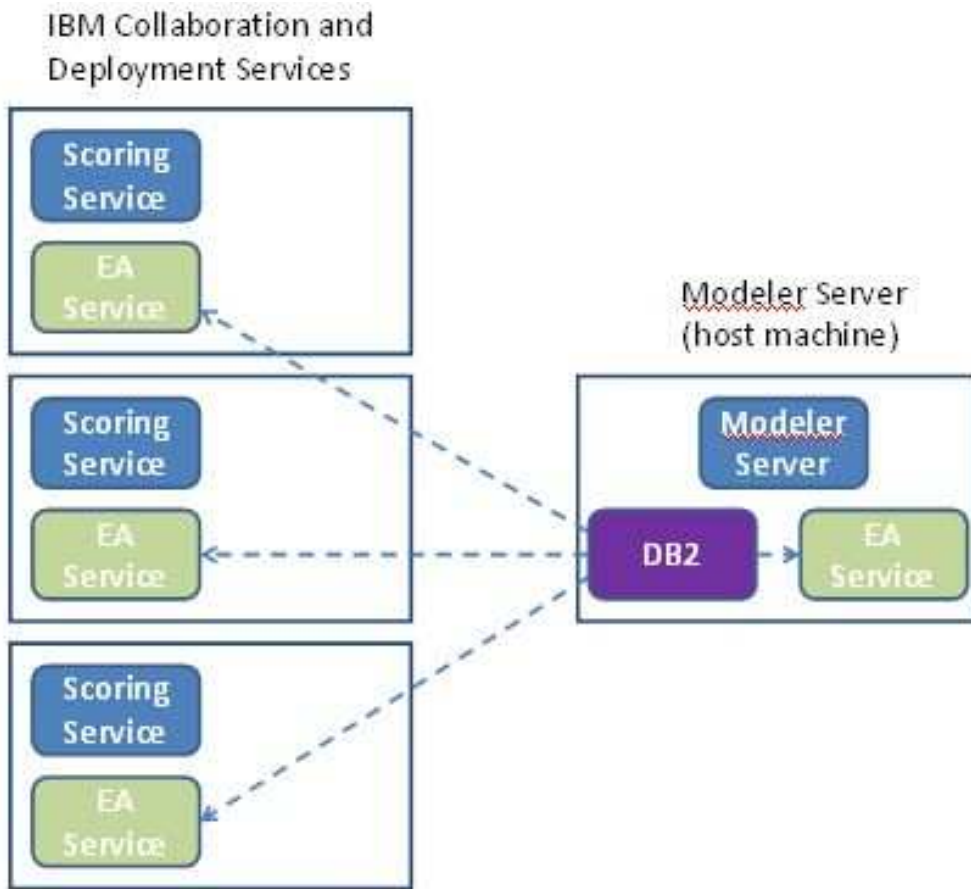 IBM Collaboration and
Deployment Services
Scoring
Service
EA
Service
Scoring
Service
EA
Service
Scoring
Service
EA
Service
Modeler Server
(host machine)
Modeler
Server
DB2
EA
Service